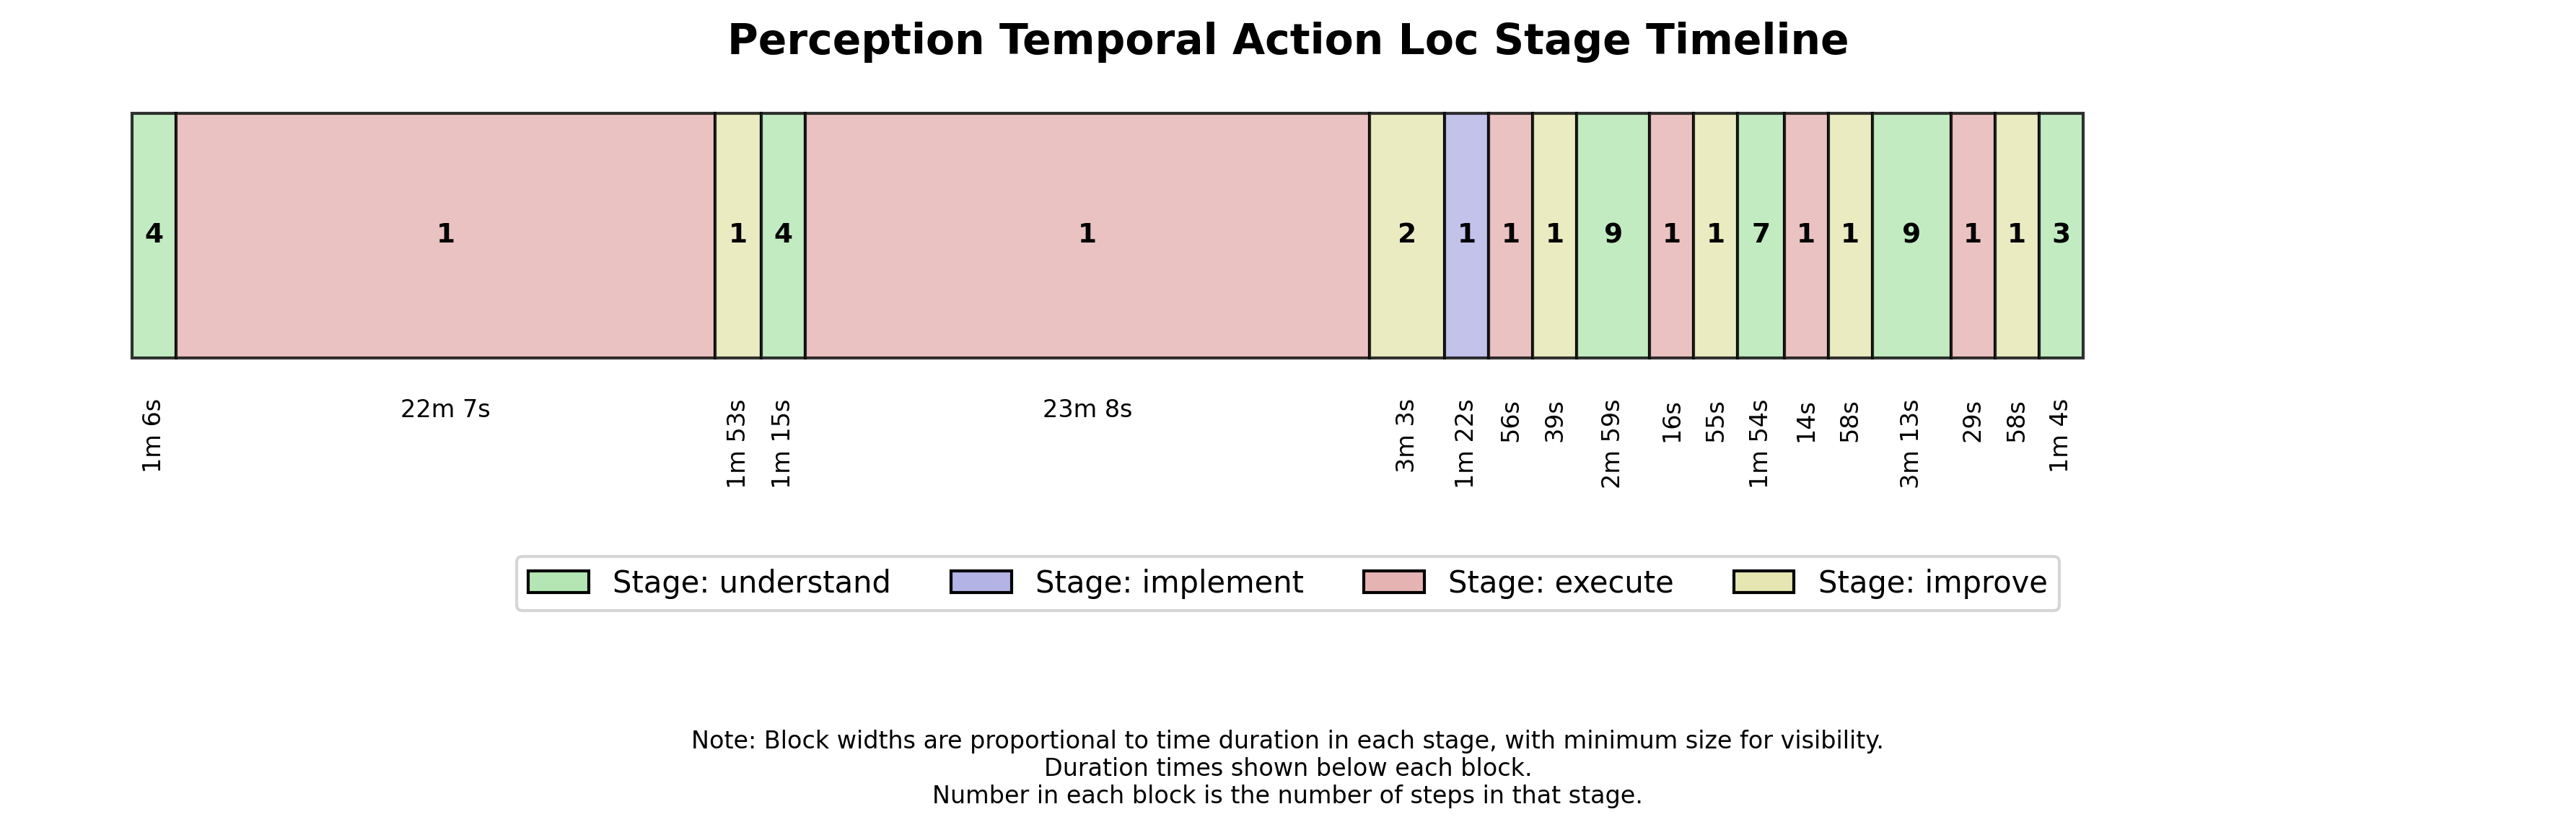 Perception Temporal Action Loc Stage Timeline
4 1 1 4 1 2 1 1 1 9 1 1 7 1 1 9 1 1 3
1m 6s 22m 7s 1m 53s 1m 15s 23m 8s 3m 3s 1m 22s 56s 39s 2m 59s 16s 55s 1m 54s 14s 58s 3m 13s 29s 58s 1m 4s
Stage: understand Stage: implement Stage: execute Stage: improve
Note: Block widths are proportional to time duration in each stage, with minimum size for visibility.
Duration times shown below each block.
Number in each block is the number of steps in that stage.